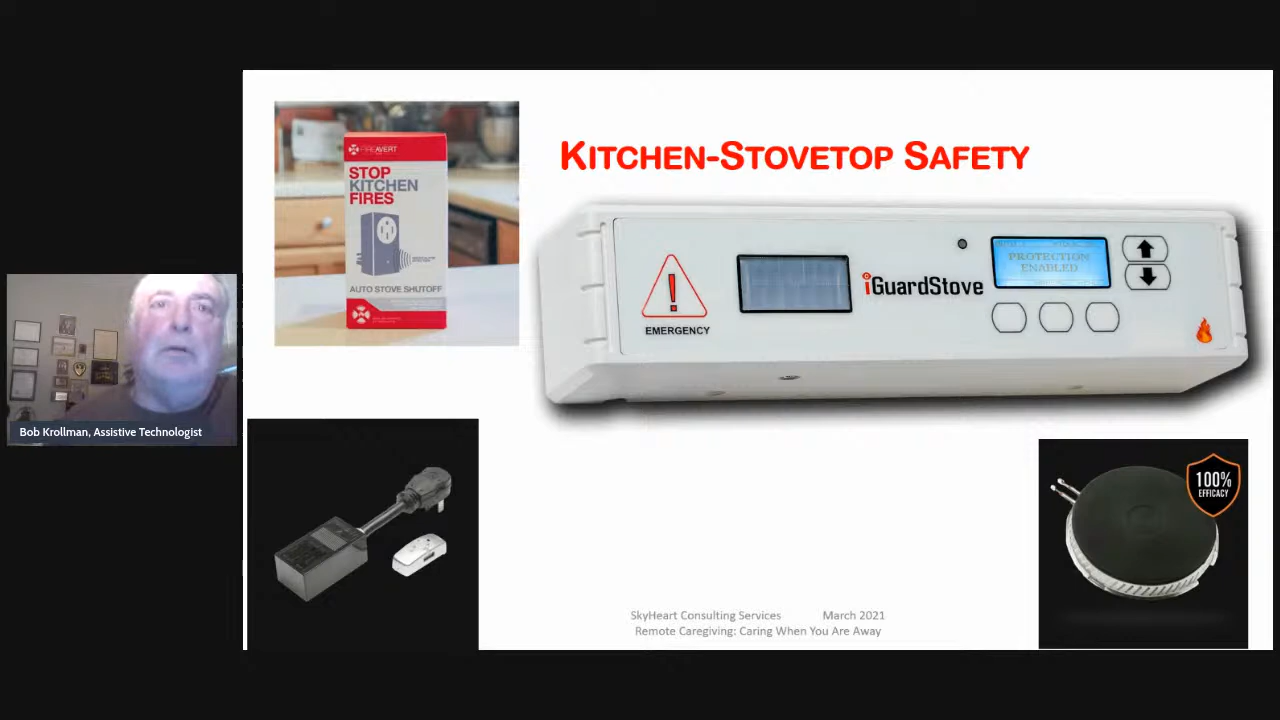 KITCHEN-STOVETOP SAFETY
FIREAVERT
STOP
KITCHEN
FIRES
AUTO STOVE SHUTOFF
EMERGENCY
iGuardStove
PROTECTION
ENABLED
Bob Krollman, Assistive Technologist
100%
EFFICACY
SkyHeart Consulting Services March 2021
Remote Caregiving: Caring When You Are Away